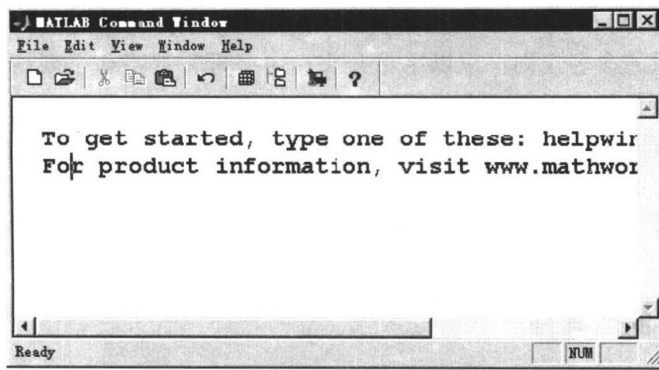 MATLAB Command Window
File Edit View Window Help
To get started, type one of these: helpwin
For product information, visit www.mathwor
Ready
NUM